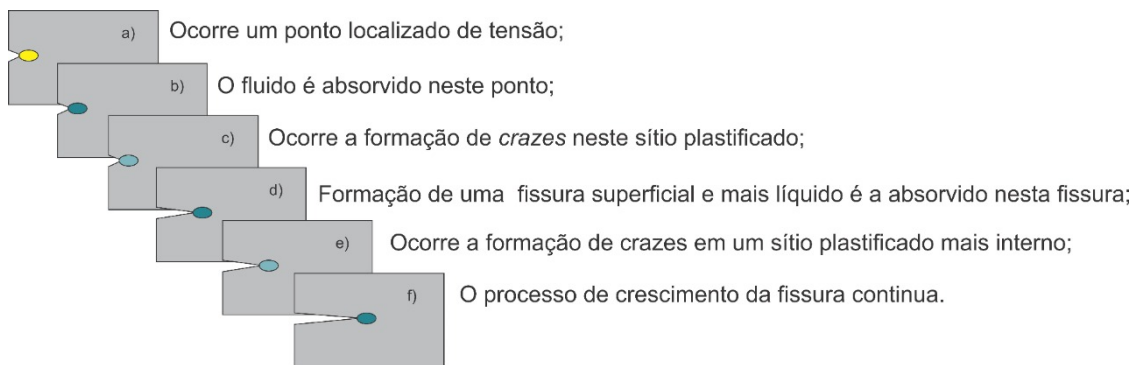 a) Ocorre um ponto localizado de tensão;
b) O fluido é absorvido neste ponto;
c) Ocorre a formação de crazes neste sítio plastificado;
d) Formação de uma fissura superficial e mais líquido é a absorvido nesta fissura;
e) Ocorre a formação de crazes em um sítio plastificado mais interno;
f) O processo de crescimento da fissura continua.